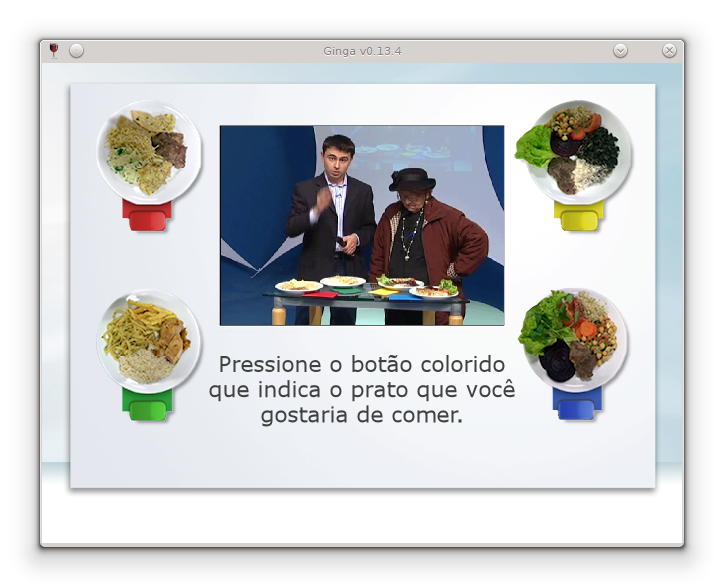 Ginga v0.13.4
Pressione o botão colorido
que indica o prato que você
gostaria de comer.